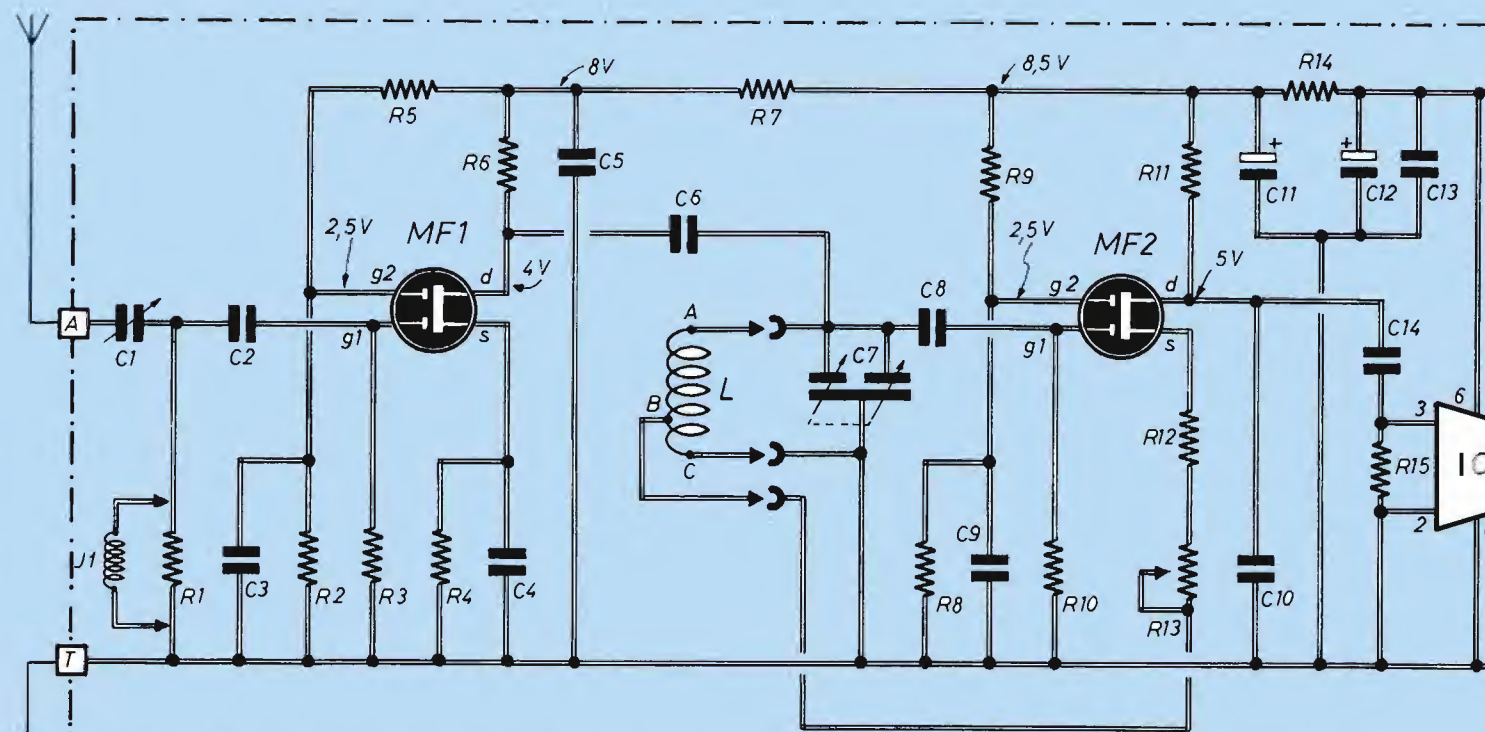 R14
8V
8,5V
R5
R7
+
+
R6
C5
R9
R11
C11
C12
C13
C6
2,5V
MF1
2,5V
MF2
g2
d
4V
g2
d
5V
C8
A
A
g1
s
g1
s
C14
C1
C2
C7
L
B
3
6
R12
R15
IC
C
2
C9
J1
R1
C3
R2
R3
R4
C4
R8
R10
R13
C10
T